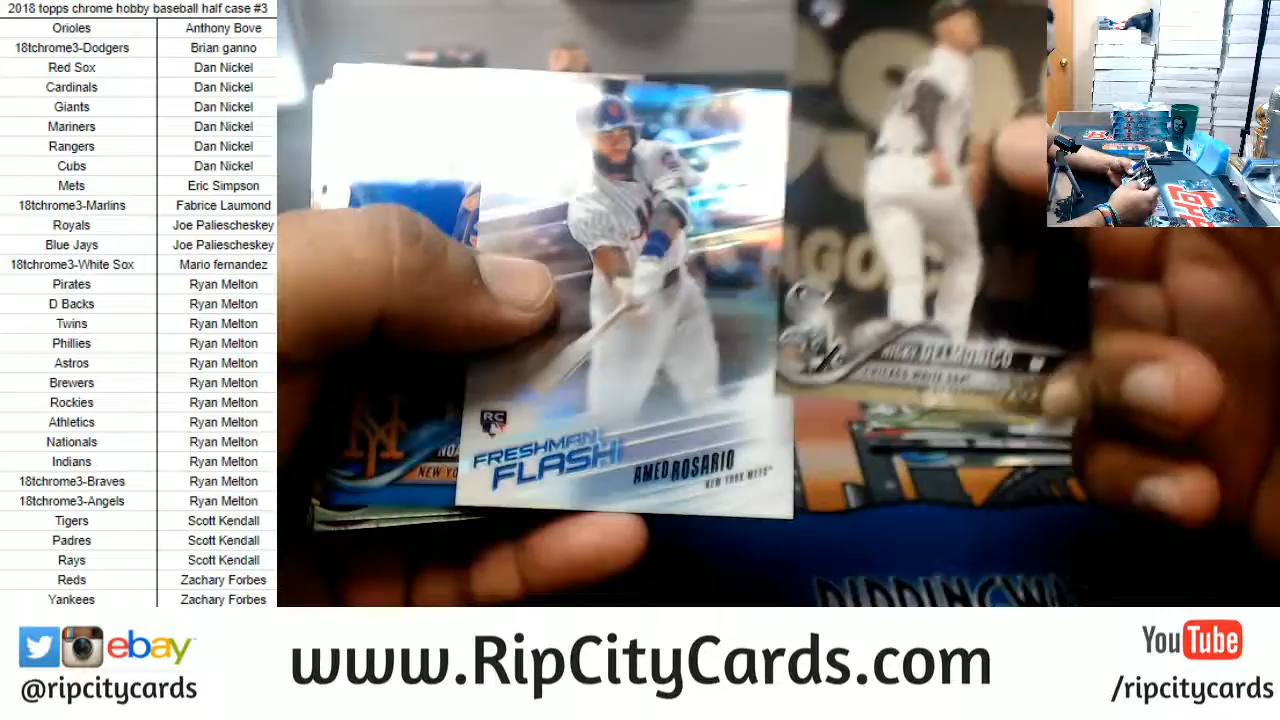 2018 topps chrome hobby baseball half case #3
Orioles Anthony Bove
18tchrome3-Dodgers Brian ganno
Red Sox Dan Nickel
Cardinals Dan Nickel
Giants Dan Nickel
Mariners Dan Nickel
Rangers Dan Nickel
Cubs Dan Nickel
Mets Eric Simpson
18tchrome3-Marlins Fabrice Laumond
Royals Joe Paliescheskey
Blue Jays Joe Paliescheskey
18tchrome3-White Sox Mario fernandez
Pirates Ryan Melton
D Backs Ryan Melton
Twins Ryan Melton
Phillies Ryan Melton
Astros Ryan Melton
Brewers Ryan Melton
Rockies Ryan Melton
Athletics Ryan Melton
Nationals Ryan Melton
Indians Ryan Melton
18tchrome3-Braves Ryan Melton
18tchrome3-Angels Ryan Melton
Tigers Scott Kendall
Padres Scott Kendall
Rays Scott Kendall
Reds Zachary Forbes
Yankees Zachary Forbes
NICKY DELMONICO
CHICAGO WHITE SOX
RC
FRESHMAN
FLASH
AMED ROSARIO
NEW YORK METS
NOA
NEW YO
ebay
@ripcitycards
www.RipCityCards.com
YouTube
/ripcitycards